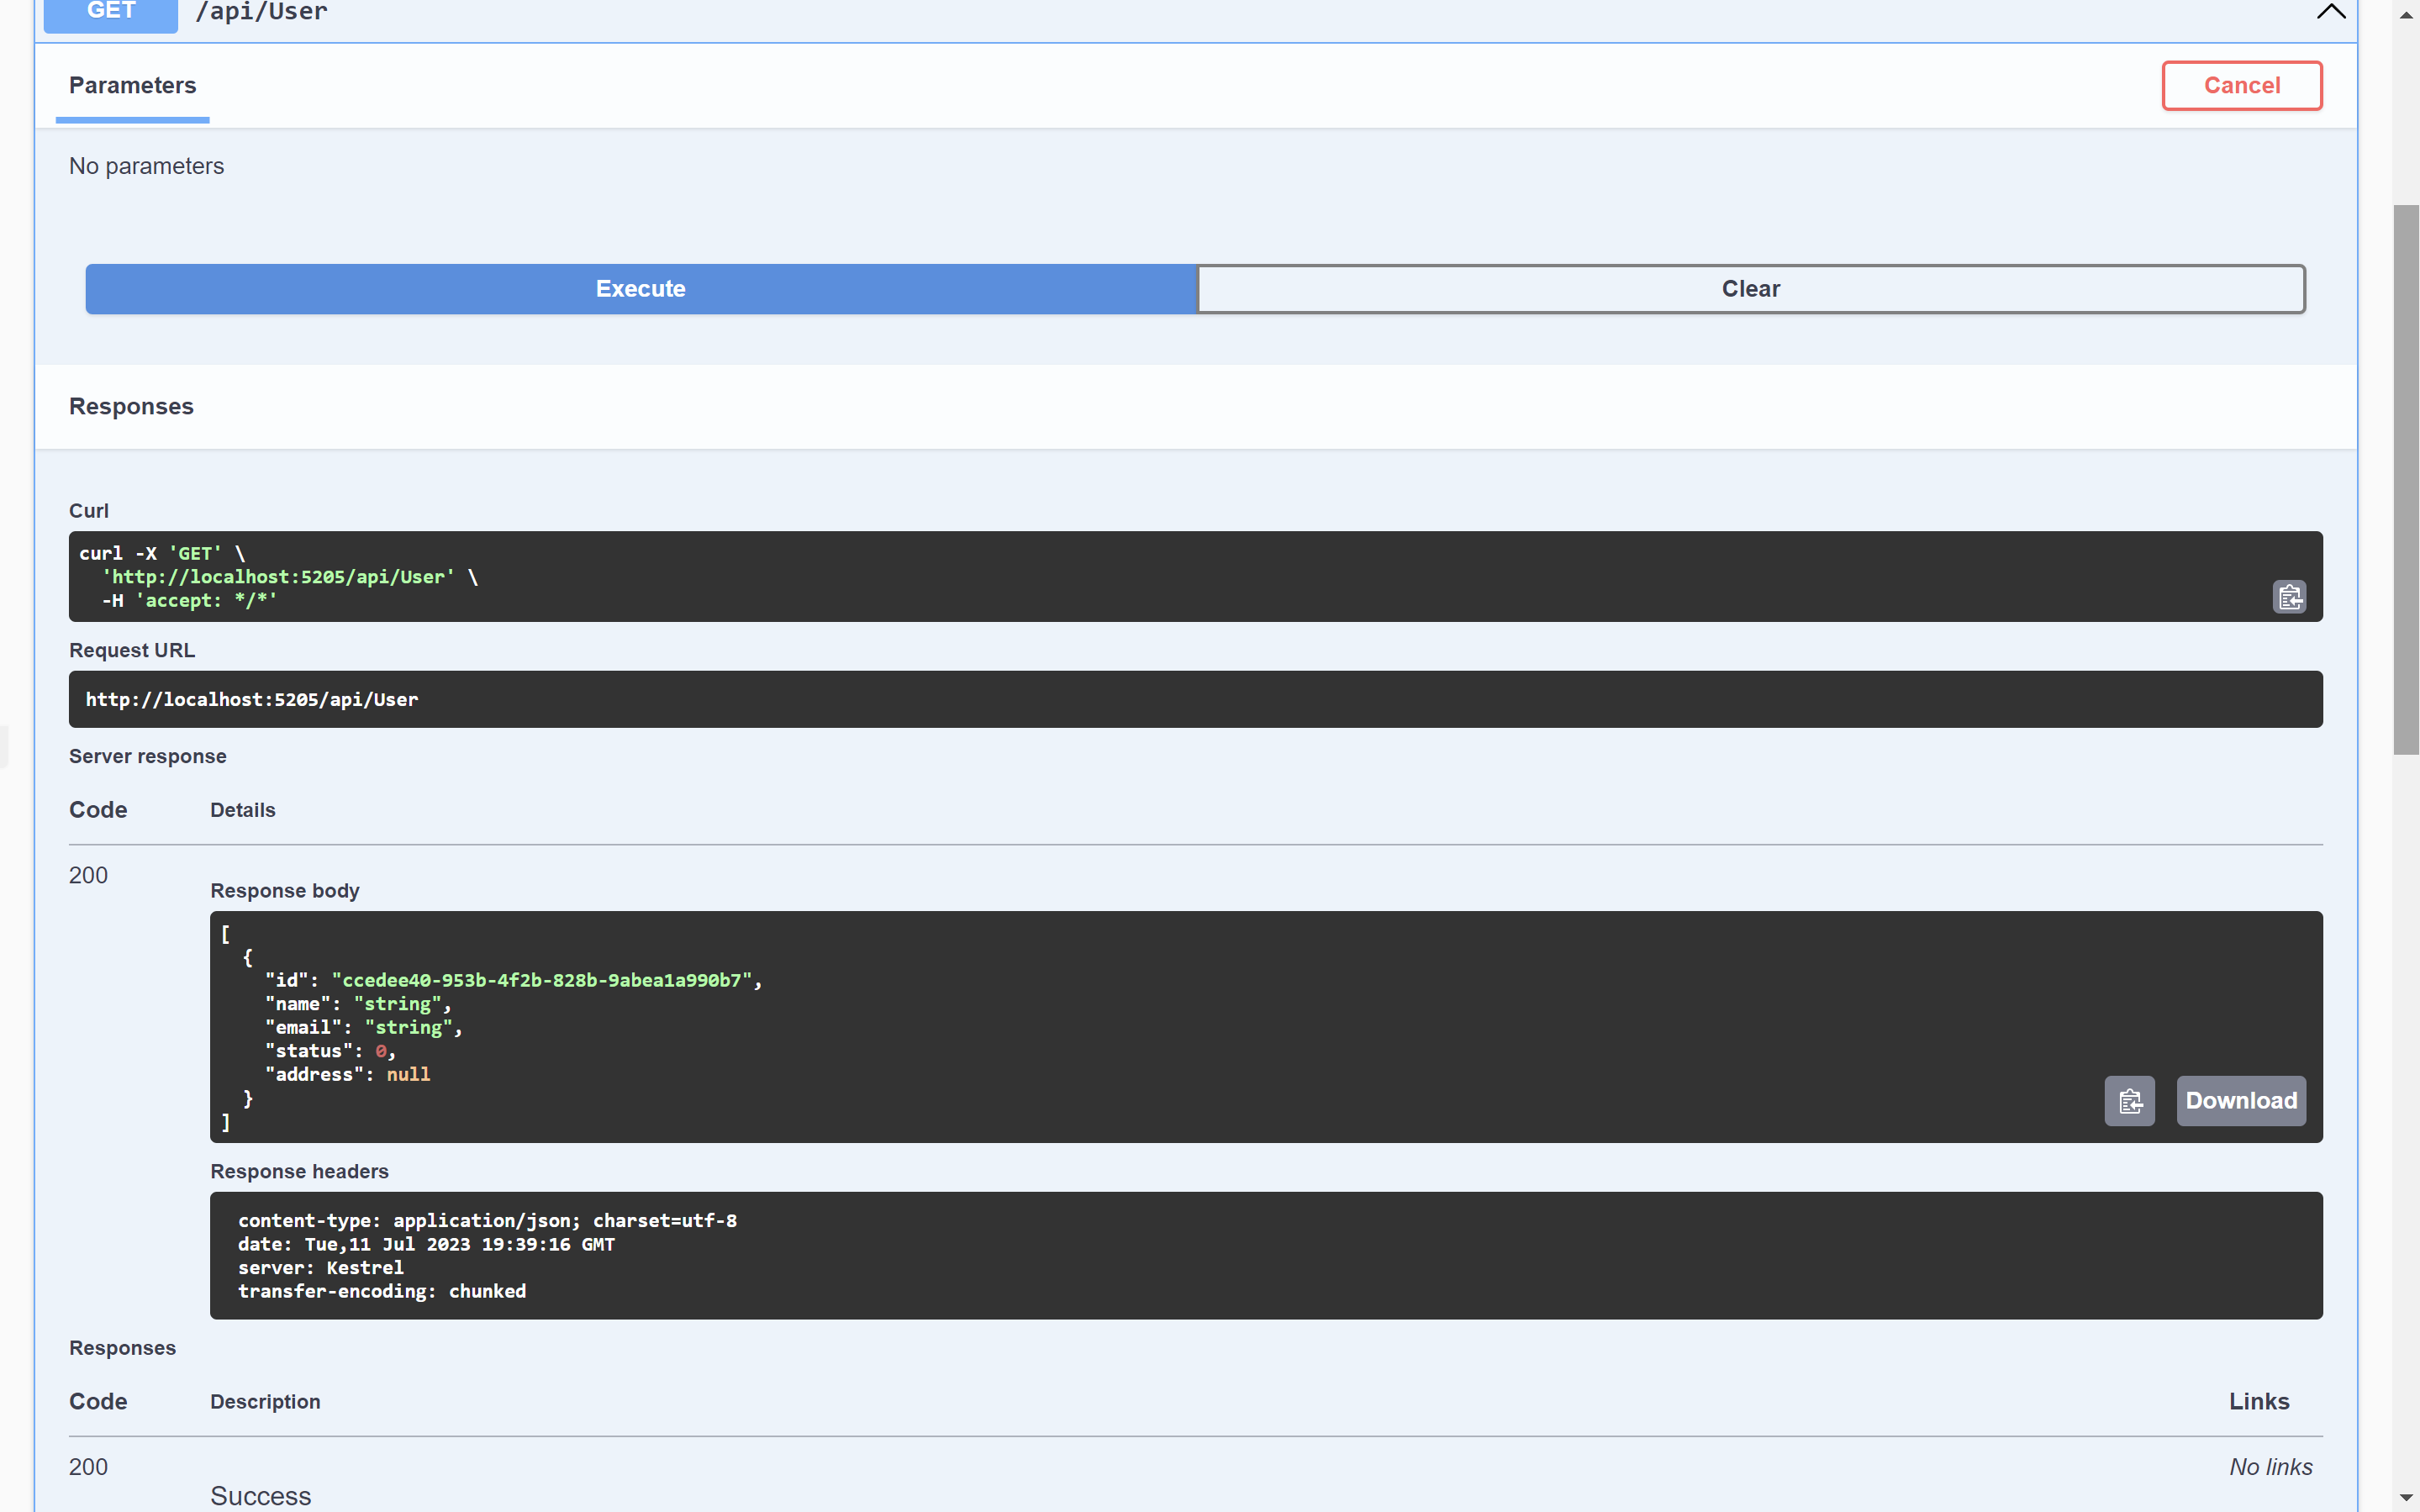 GET /api/User
Parameters
Cancel
No parameters
Execute
Clear
Responses
Curl
curl -X 'GET' \
  'http://localhost:5205/api/User' \
  -H 'accept: */*'
Request URL
http://localhost:5205/api/User
Server response
Code Details
200
Response body
[
  {
    "id": "ccedee40-953b-4f2b-828b-9abea1a990b7",
    "name": "string",
    "email": "string",
    "status": 0,
    "address": null
  }
]
Download
Response headers
content-type: application/json; charset=utf-8
date: Tue,11 Jul 2023 19:39:16 GMT
server: Kestrel
transfer-encoding: chunked
Responses
Code Description Links
200 No links
Success